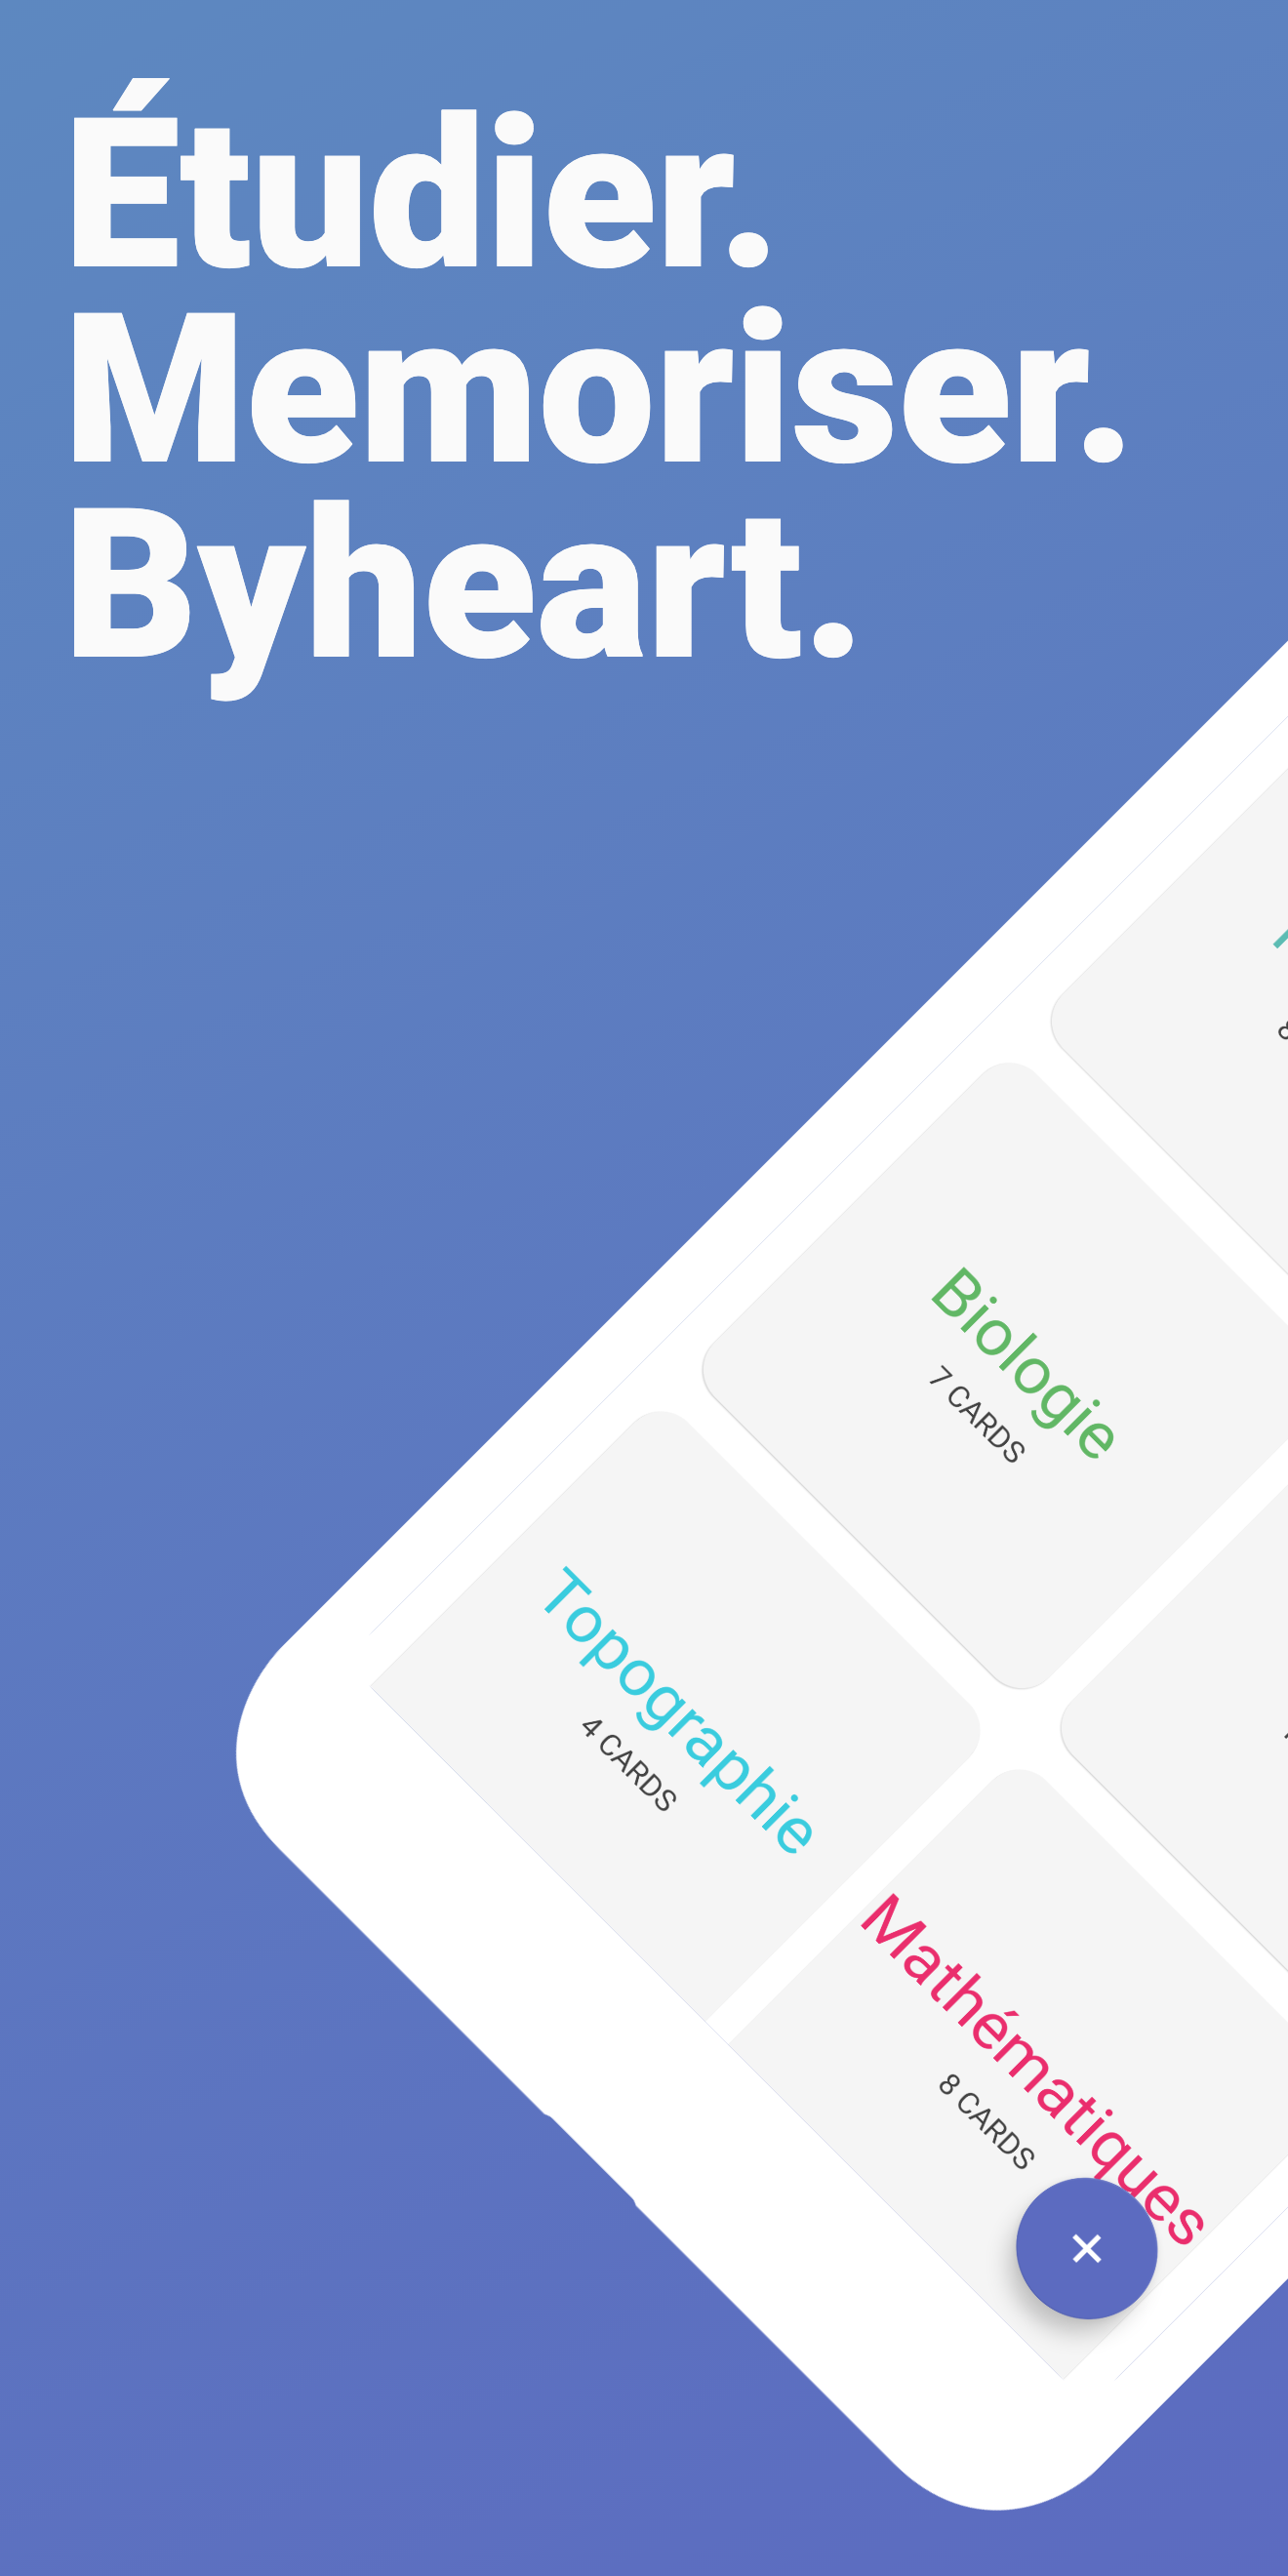 Étudier.
Memoriser.
Byheart.
Biologie
7 CARDS
Topographie
4 CARDS
Mathématiques
8 CARDS